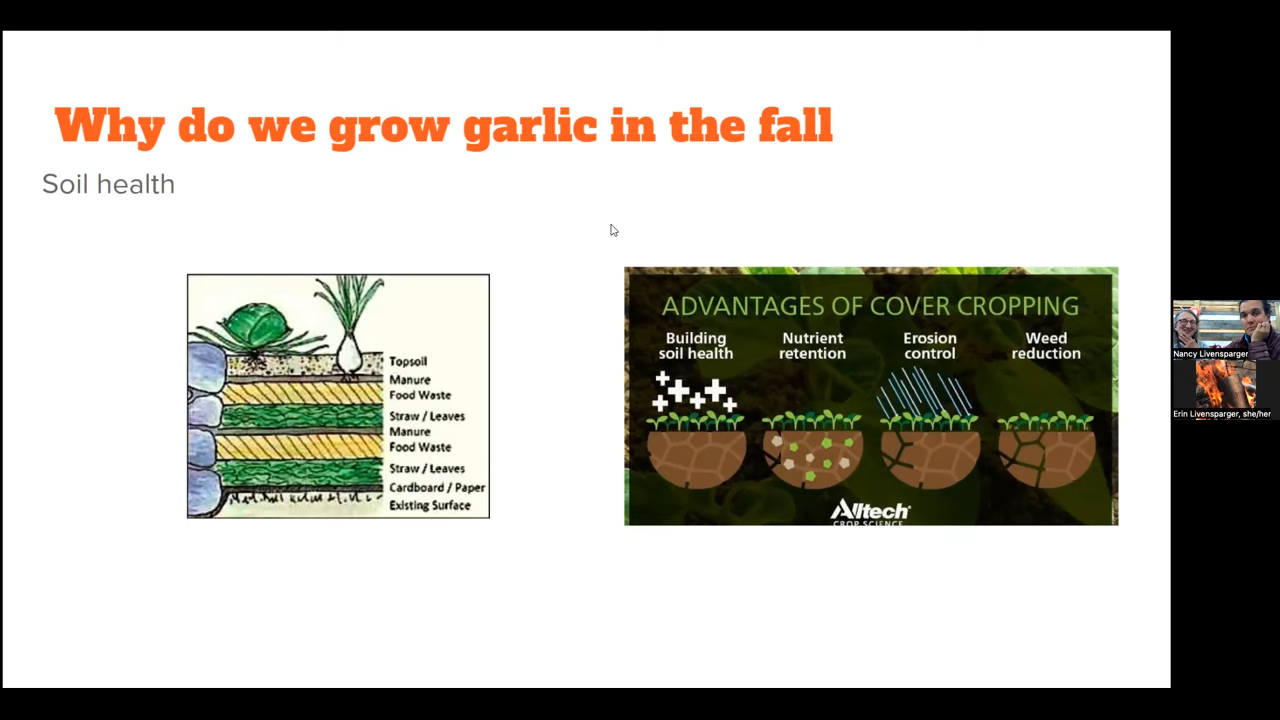 Why do we grow garlic in the fall
Soil health
Topsoil
Manure
Food Waste
Straw / Leaves
Manure
Food Waste
Straw / Leaves
Cardboard / Paper
Existing Surface
ADVANTAGES OF COVER CROPPING
Building
soil health
Nutrient
retention
Erosion
control
Weed
reduction
Alltech®
CROP SCIENCE
Nancy Livensparger
Erin Livensparger, she/her